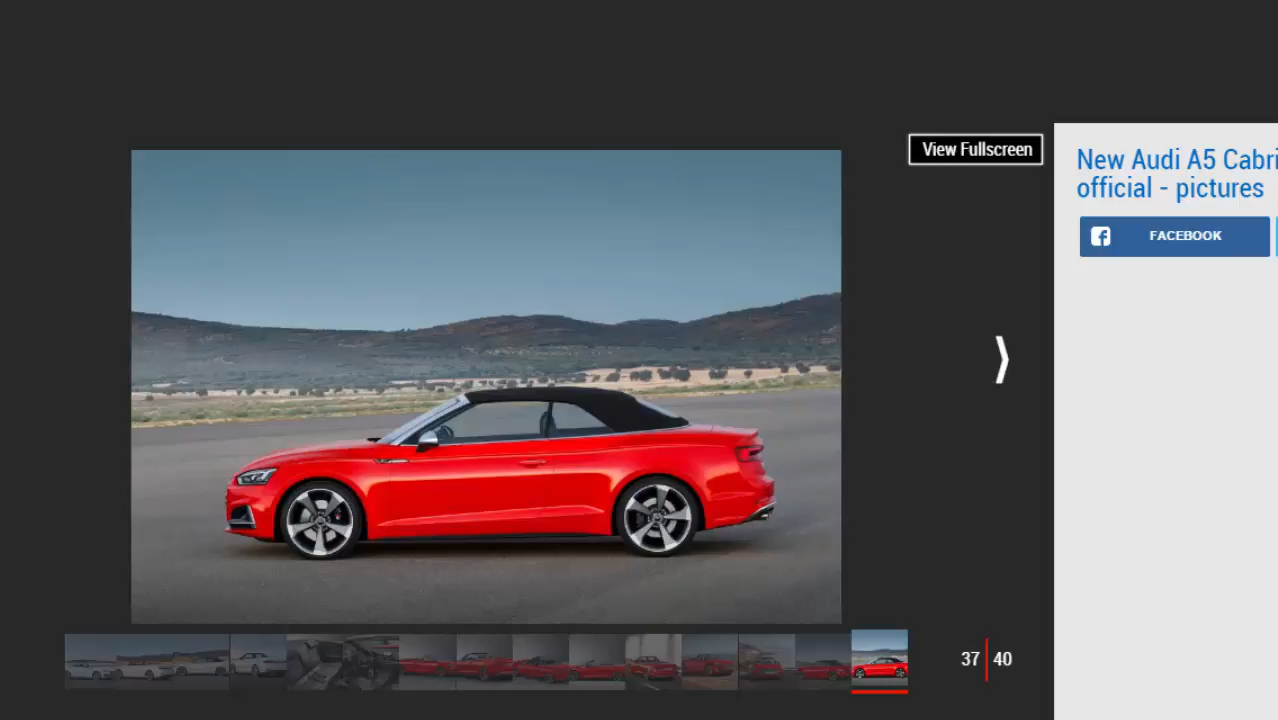 View Fullscreen
New Audi A5 Cabri
official - pictures
FACEBOOK
37 40